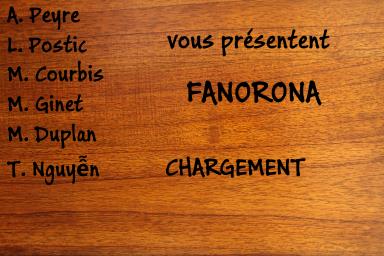 A. Peyre
L. Postic
M. Courbis
M. Ginet
M. Duplan
T. Nguyễn
vous présentent
FANORONA
CHARGEMENT